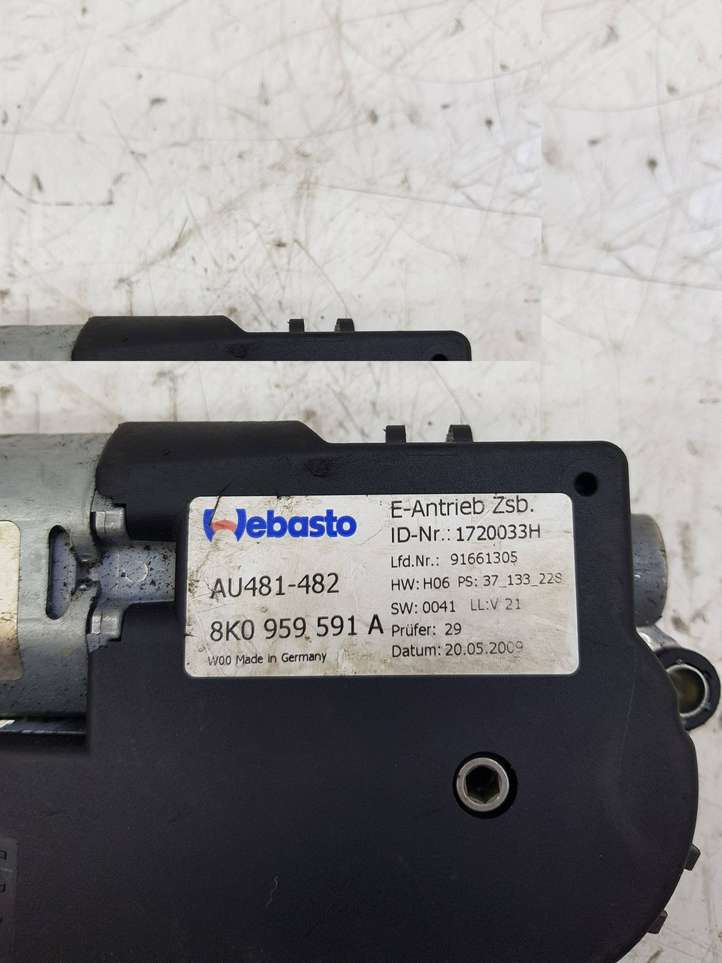 Webasto
AU481-482
8K0 959 591 A
W00 Made in Germany
E-Antrieb Zsb.
ID-Nr.: 1720033H
Lfd.Nr.: 91661305
HW: H06 PS: 37_133_228
SW: 0041 LL:V 21
Prüfer: 29
Datum: 20.05.2009